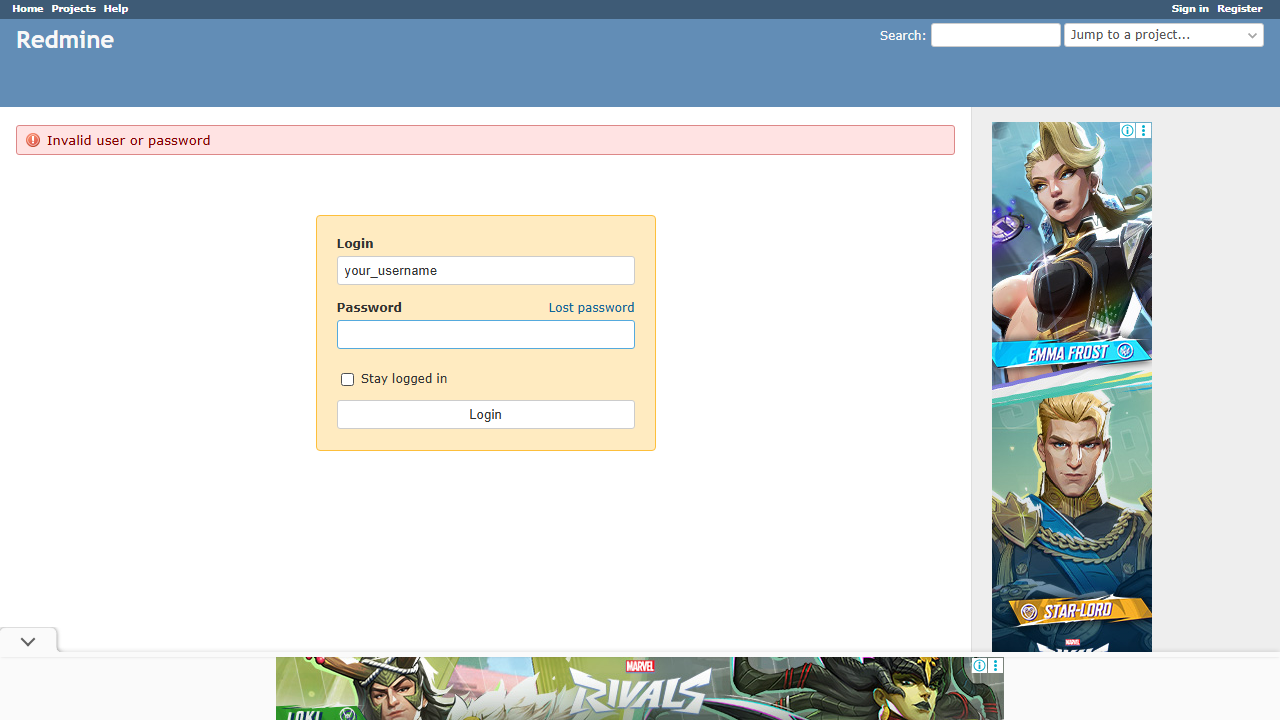 Home Projects Help
Sign in Register
Redmine
Search:
Jump to a project...
Invalid user or password
Login
your_username
Password
Lost password
Stay logged in
Login
EMMA FROST
STAR-LORD
MARVEL
MARVEL
RIVALS
LOKI